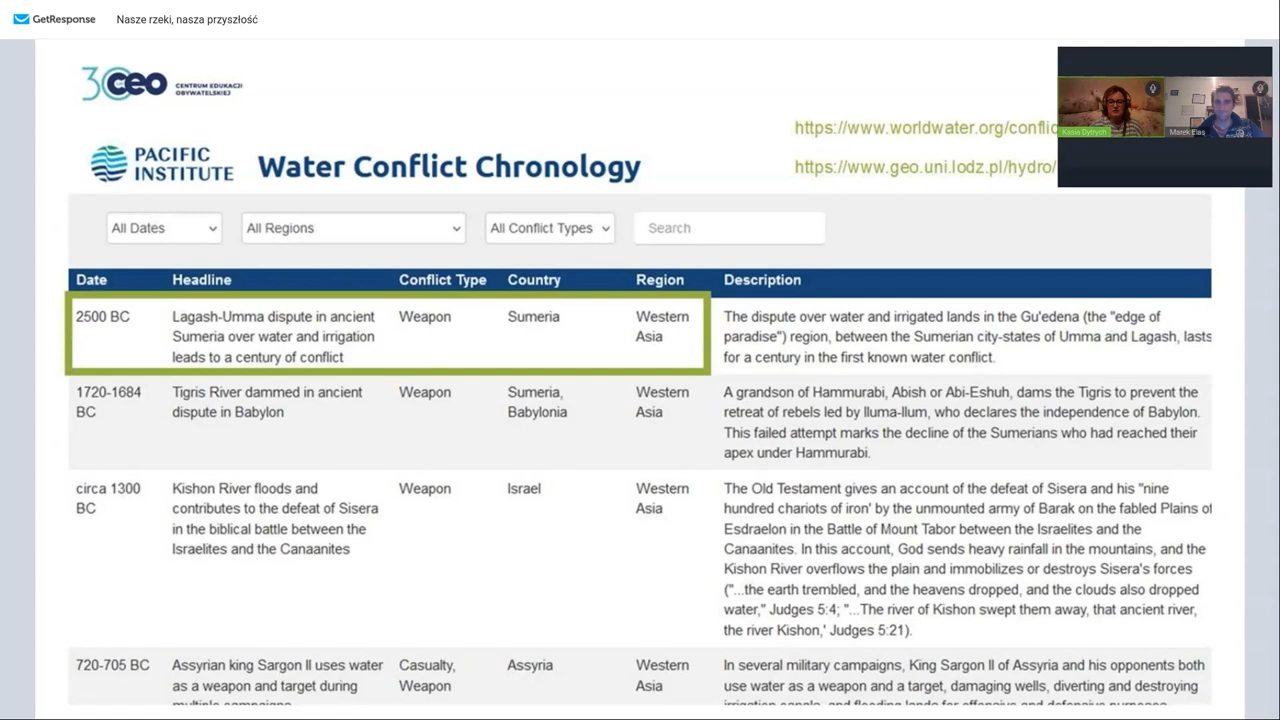 GetResponse Nasze rzeki, nasza przyszłość
30 ceo CENTRUM EDUKACJI
OBYWATELSKIEJ
https://www.worldwater.org/confli
https://www.geo.uni.lodz.pl/hydro/
Kasia Dytrych
Marek Elas
PACIFIC
INSTITUTE
Water Conflict Chronology
All Dates All Regions All Conflict Types Search
Date Headline Conflict Type Country Region Description
2500 BC Lagash-Umma dispute in ancient Weapon Sumeria Western The dispute over water and irrigated lands in the Gu'edena (the "edge of
Sumeria over water and irrigation Asia paradise") region, between the Sumerian city-states of Umma and Lagash, lasts
leads to a century of conflict for a century in the first known water conflict.
1720-1684 Tigris River dammed in ancient Weapon Sumeria, Western A grandson of Hammurabi, Abish or Abi-Eshuh, dams the Tigris to prevent the
BC dispute in Babylon Babylonia Asia retreat of rebels led by Iluma-Ilum, who declares the independence of Babylon.
This failed attempt marks the decline of the Sumerians who had reached their
apex under Hammurabi.
circa 1300 Kishon River floods and Weapon Israel Western The Old Testament gives an account of the defeat of Sisera and his "nine
BC contributes to the defeat of Sisera Asia hundred chariots of iron' by the unmounted army of Barak on the fabled Plains of
in the biblical battle between the Esdraelon in the Battle of Mount Tabor between the Israelites and the
Israelites and the Canaanites Canaanites. In this account, God sends heavy rainfall in the mountains, and the
Kishon River overflows the plain and immobilizes or destroys Sisera's forces
("...the earth trembled, and the heavens dropped, and the clouds also dropped
water," Judges 5:4; "...The river of Kishon swept them away, that ancient river,
the river Kishon,' Judges 5:21).
720-705 BC Assyrian king Sargon II uses water Casualty, Assyria Western In several military campaigns, King Sargon II of Assyria and his opponents both
as a weapon and target during Weapon Asia use water as a weapon and a target, damaging wells, diverting and destroying
multiple campaigns irrigation canals, and flooding lands for offensive and defensive purposes